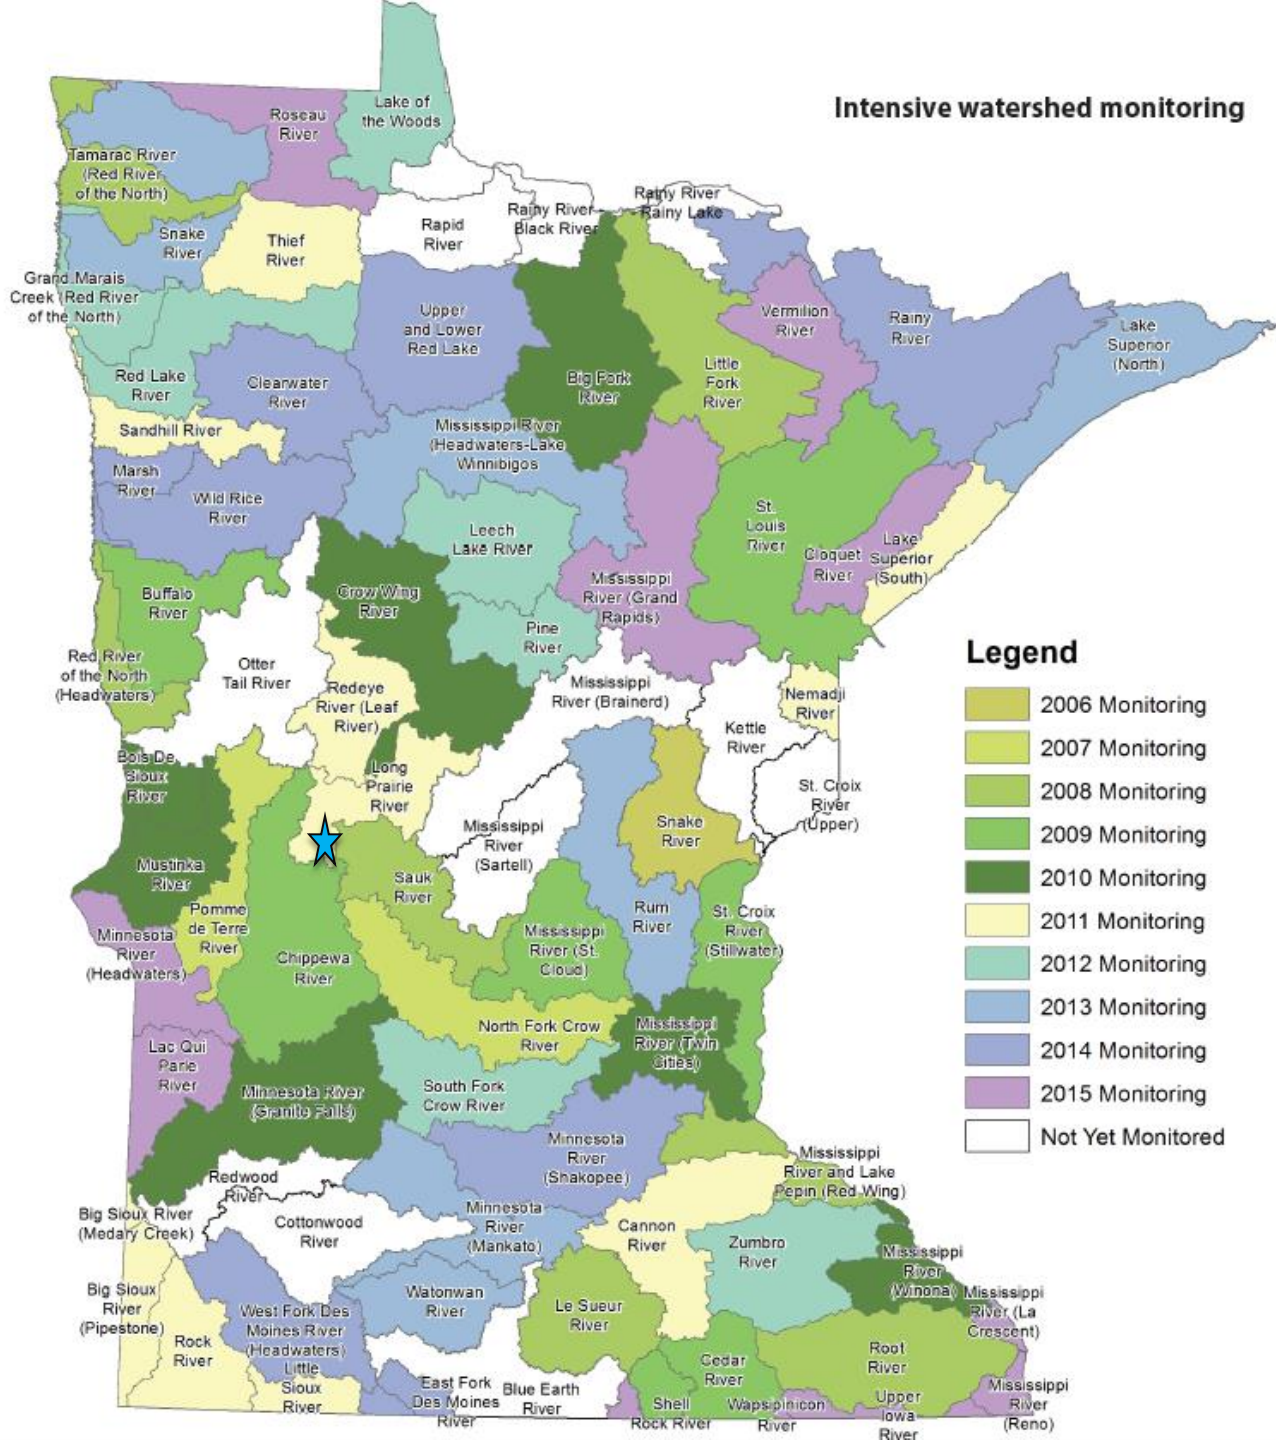 Intensive watershed monitoring
Lake of
the Woods
Roseau
River
Tamarac River
(Red River
of the North)
Rapid
River
Rainy River
Black River
Rainy River
Rainy Lake
Snake
River
Thief
River
Grand Marais
Creek (Red River
of the North)
Upper
and Lower
Red Lake
Vermilion
River
Rainy
River
Lake
Superior
(North)
Red Lake
River
Clearwater
River
Big Fork
River
Little
Fork
River
Sandhill River
Mississippi River
(Headwaters-Lake
Winnibigos
Marsh
River
Wild Rice
River
Leech
Lake River
St.
Louis
River
Cloquet
River
Lake
Superior
(South)
Buffalo
River
Crow Wing
River
Mississippi
River (Grand
Rapids)
Pine
River
Red River
of the North
(Headwaters)
Otter
Tail River
Redeye
River (Leaf
River)
Mississippi
River (Brainerd)
Nemadji
River
Kettle
River
Bois De
Sioux
River
Long
Prairie
River
St. Croix
River
(Upper)
Mississippi
River
(Sartell)
Snake
River
Mustinka
River
Sauk
River
Pomme
de Terre
River
Rum
River
St. Croix
River
(Stillwater)
Minnesota
River
(Headwaters)
Chippewa
River
Mississippi
River (St.
Cloud)
North Fork Crow
River
Mississippi
River (Twin
Cities)
Lac Qui
Parle
River
Minnesota River
(Granite Falls)
South Fork
Crow River
Minnesota
River
(Shakopee)
Mississippi
River and Lake
Pepin (Red Wing)
Redwood
River
Big Sioux River
(Medary Creek)
Cottonwood
River
Minnesota
River
(Mankato)
Cannon
River
Zumbro
River
Mississippi
River
(Winona)
Big Sioux
River
(Pipestone)
Rock
River
West Fork Des
Moines River
(Headwaters)
Little
Sioux
River
Watonwan
River
Le Sueur
River
Mississippi
River (La
Crescent)
Root
River
Cedar
River
East Fork
Des Moines
River
Blue Earth
River
Shell
Rock River
Wapsipinicon
River
Upper
Iowa
River
Mississippi
River
(Reno)
Legend
2006 Monitoring
2007 Monitoring
2008 Monitoring
2009 Monitoring
2010 Monitoring
2011 Monitoring
2012 Monitoring
2013 Monitoring
2014 Monitoring
2015 Monitoring
Not Yet Monitored